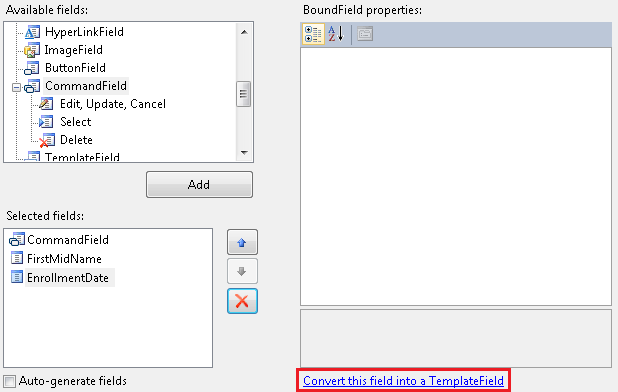 Available fields:
HyperLinkField
ImageField
ButtonField
CommandField
Edit, Update, Cancel
Select
Delete
TemplateField
Add
Selected fields:
CommandField
FirstMidName
EnrollmentDate
Auto-generate fields
BoundField properties:
A
Z
Convert this field into a TemplateField